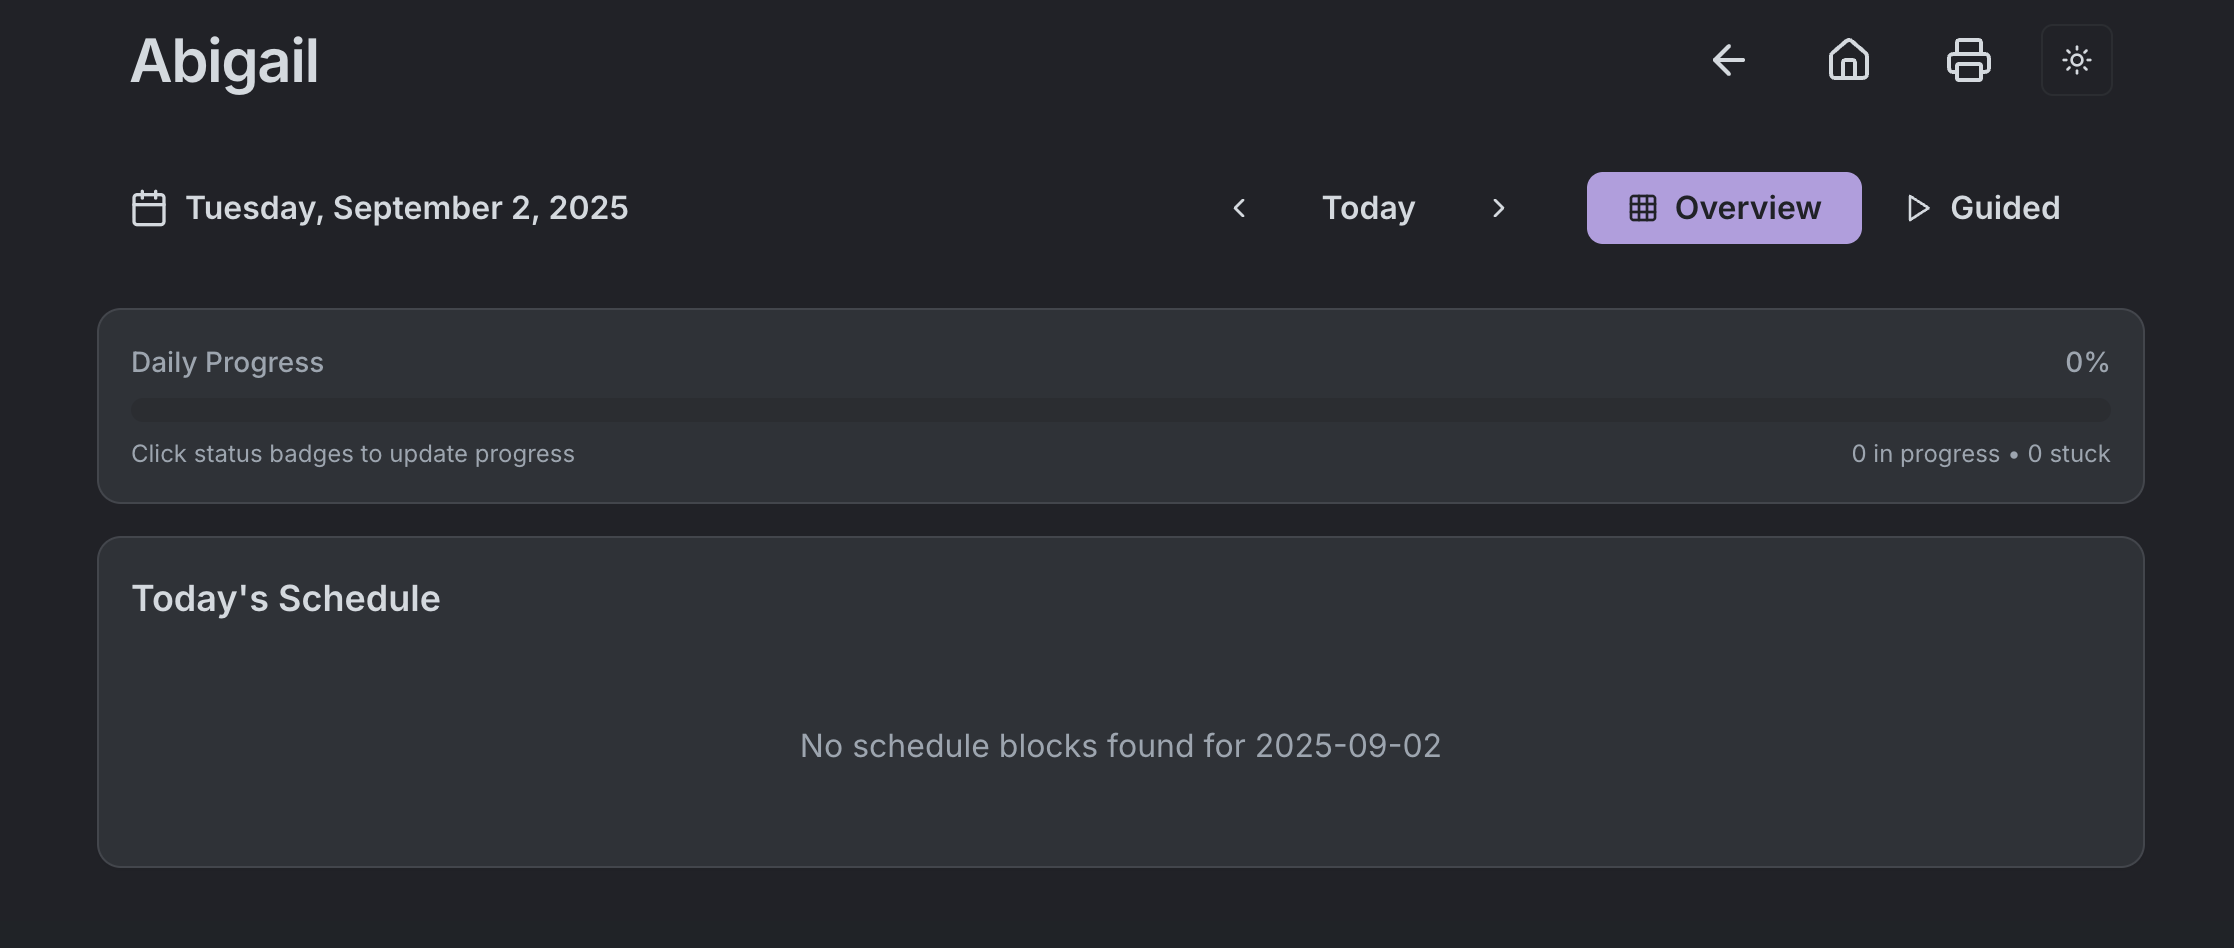 Abigail
Tuesday, September 2, 2025
Today
Overview
Guided
Daily Progress
0%
Click status badges to update progress
0 in progress • 0 stuck
Today's Schedule
No schedule blocks found for 2025-09-02